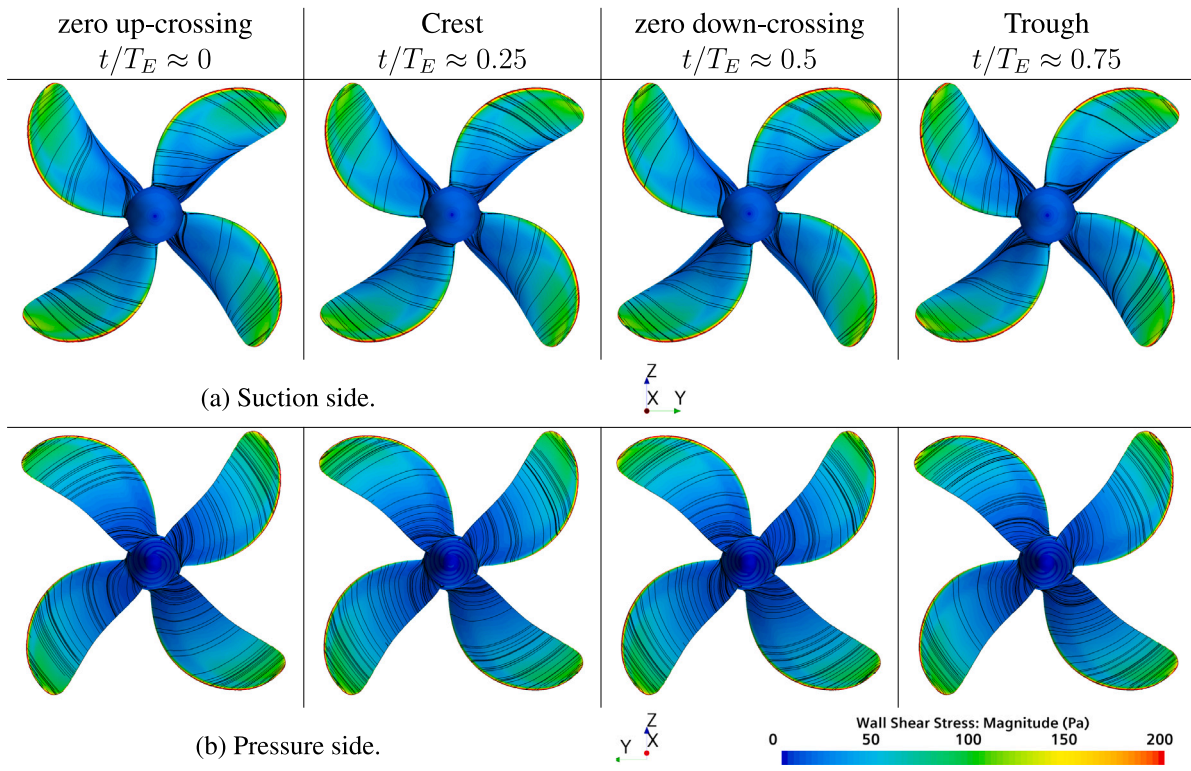 zero up-crossing Crest zero down-crossing Trough
t/T_E ≈ 0 t/T_E ≈ 0.25 t/T_E ≈ 0.5 t/T_E ≈ 0.75
(a) Suction side.
Z
X Y
(b) Pressure side.
Z
X
Y
Wall Shear Stress: Magnitude (Pa)
0 50 100 150 200